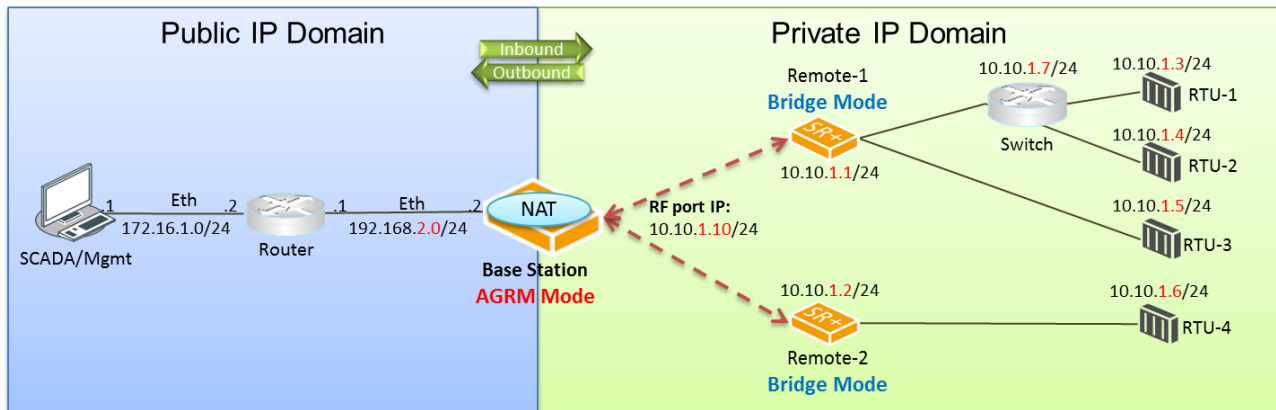 Public IP Domain
Private IP Domain
Inbound
Outbound
Remote-1
Bridge Mode
SR+
10.10.1.1/24
10.10.1.7/24
Switch
10.10.1.3/24
RTU-1
10.10.1.4/24
RTU-2
10.10.1.5/24
RTU-3
.1
Eth
.2
172.16.1.0/24
SCADA/Mgmt
Router
.1
Eth
.2
192.168.2.0/24
NAT
Base Station
AGRM Mode
RF port IP:
10.10.1.10/24
10.10.1.2/24
SR+
Remote-2
Bridge Mode
10.10.1.6/24
RTU-4